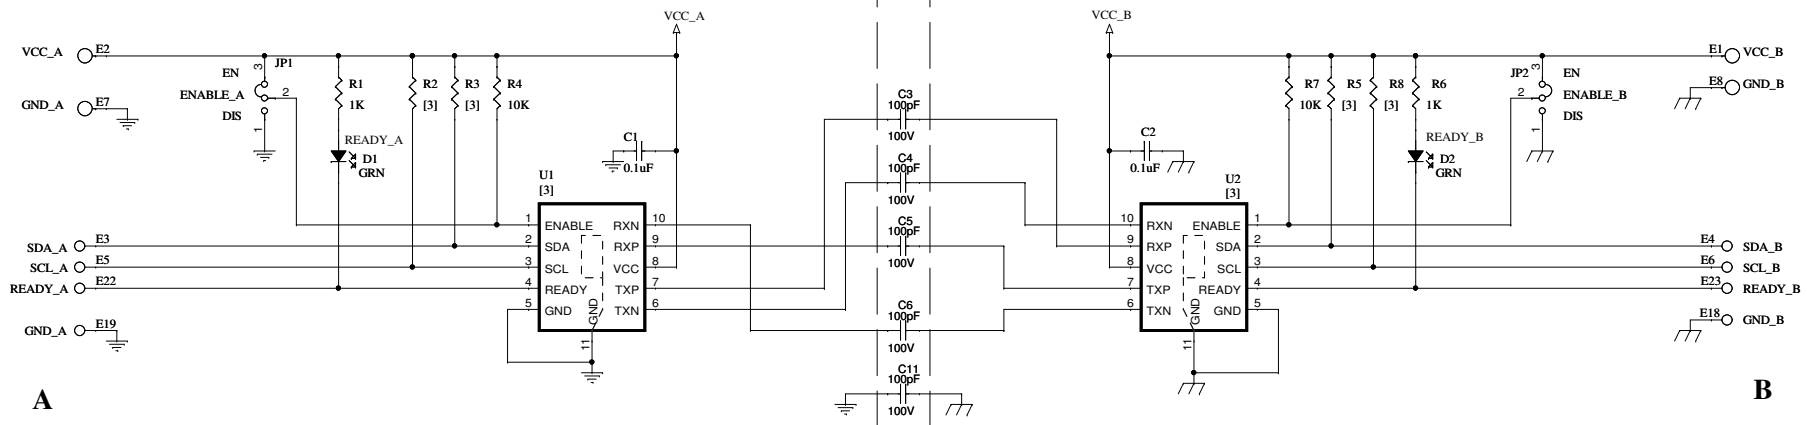 VCC_A
VCC_B
VCC_A E2
E1 VCC_B
3 JP1
EN
ENABLE_A 2
DIS
1
R1
1K
R2
[3]
R3
[3]
R4
10K
GND_A E7
READY_A
D1
GRN
C1
0.1uF
C3
100pF
100V
C4
100pF
100V
C5
100pF
100V
C6
100pF
100V
C11
100pF
100V
C2
0.1uF
R7
10K
R5
[3]
R8
[3]
R6
1K
JP2 3
EN
2 ENABLE_B
DIS
1
E8 GND_B
READY_B
D2
GRN
U1
[3]
1 ENABLE RXN 10
2 SDA RXP 9
3 SCL VCC 8
4 READY TXP 7
5 GND TXN 6
GND
11
U2
[3]
10 RXN ENABLE 1
9 RXP SDA 2
8 VCC SCL 3
7 TXP READY 4
6 TXN GND 5
GND
11
SDA_A E3
SCL_A E5
READY_A E22
GND_A E19
E4 SDA_B
E6 SCL_B
E23 READY_B
E18 GND_B
A
B